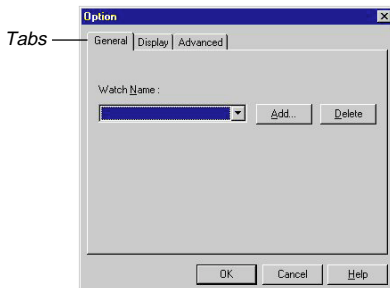 Option
Tabs
General Display Advanced
Watch Name :
Add... Delete
OK Cancel Help